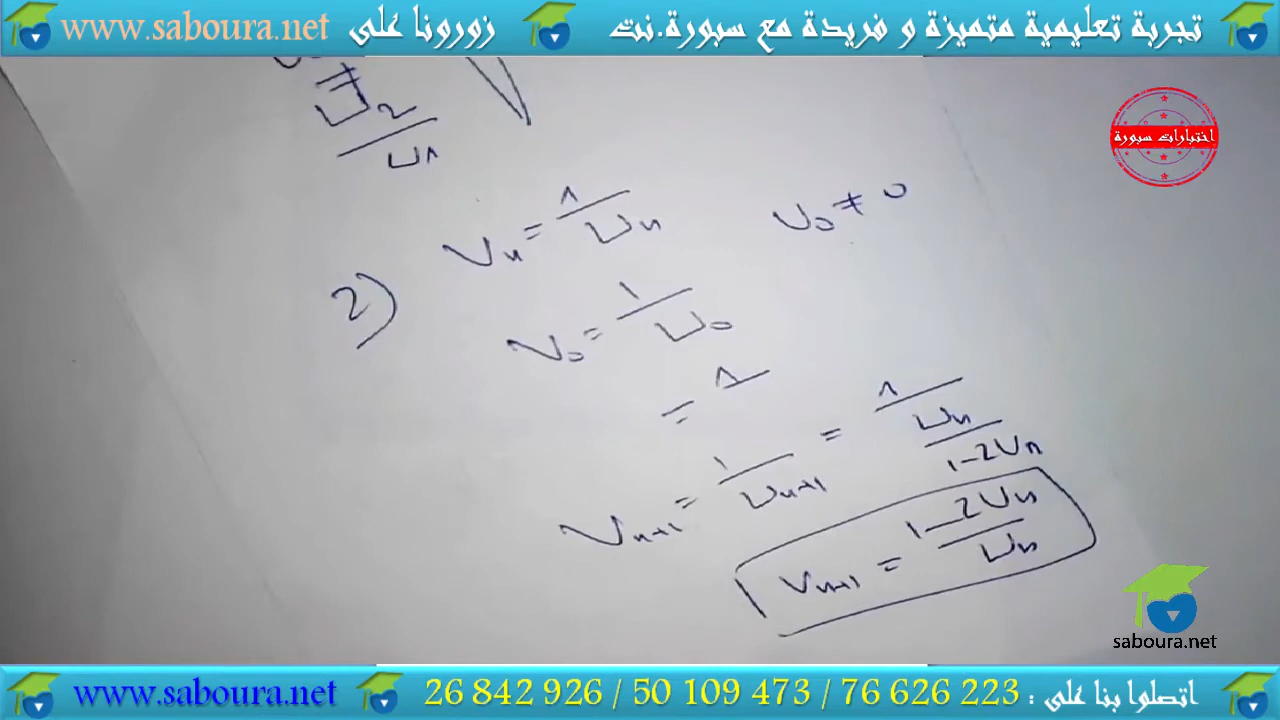 www.saboura.net زورونا على تجربة تعليمية متميزة و فريدة مع سبورة.نت
اختبارات سبورة
≠
U2
U1
Vn = 1/Un U0 ≠ 0
2)
V0 = 1/U0
= 1
Vn+1 = 1/Un+1 = 1/(Un/(1-2Un))
Vn+1 = (1-2Un)/Un
saboura.net
www.saboura.net 26 842 926 / 50 109 473 / 76 626 223 : اتصلوا بنا على